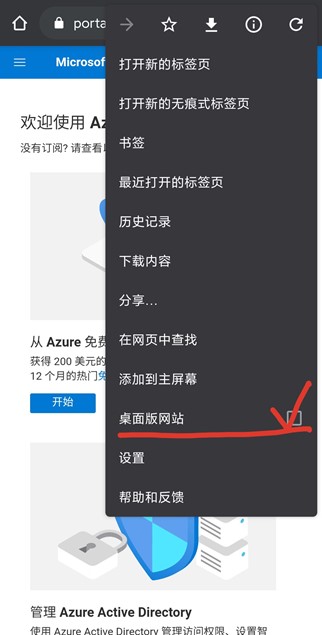 porta
打开新的标签页
Microsof
打开新的无痕式标签页
欢迎使用 Az
书签
没有订阅? 请查看以
最近打开的标签页
历史记录
下载内容
分享...
从 Azure 免费
在网页中查找
获得 200 美元的
12 个月的热门免
添加到主屏幕
开始
桌面版网站
设置
帮助和反馈
管理 Azure Active Directory
使用 Azure Active Directory 管理访问权限、设置智